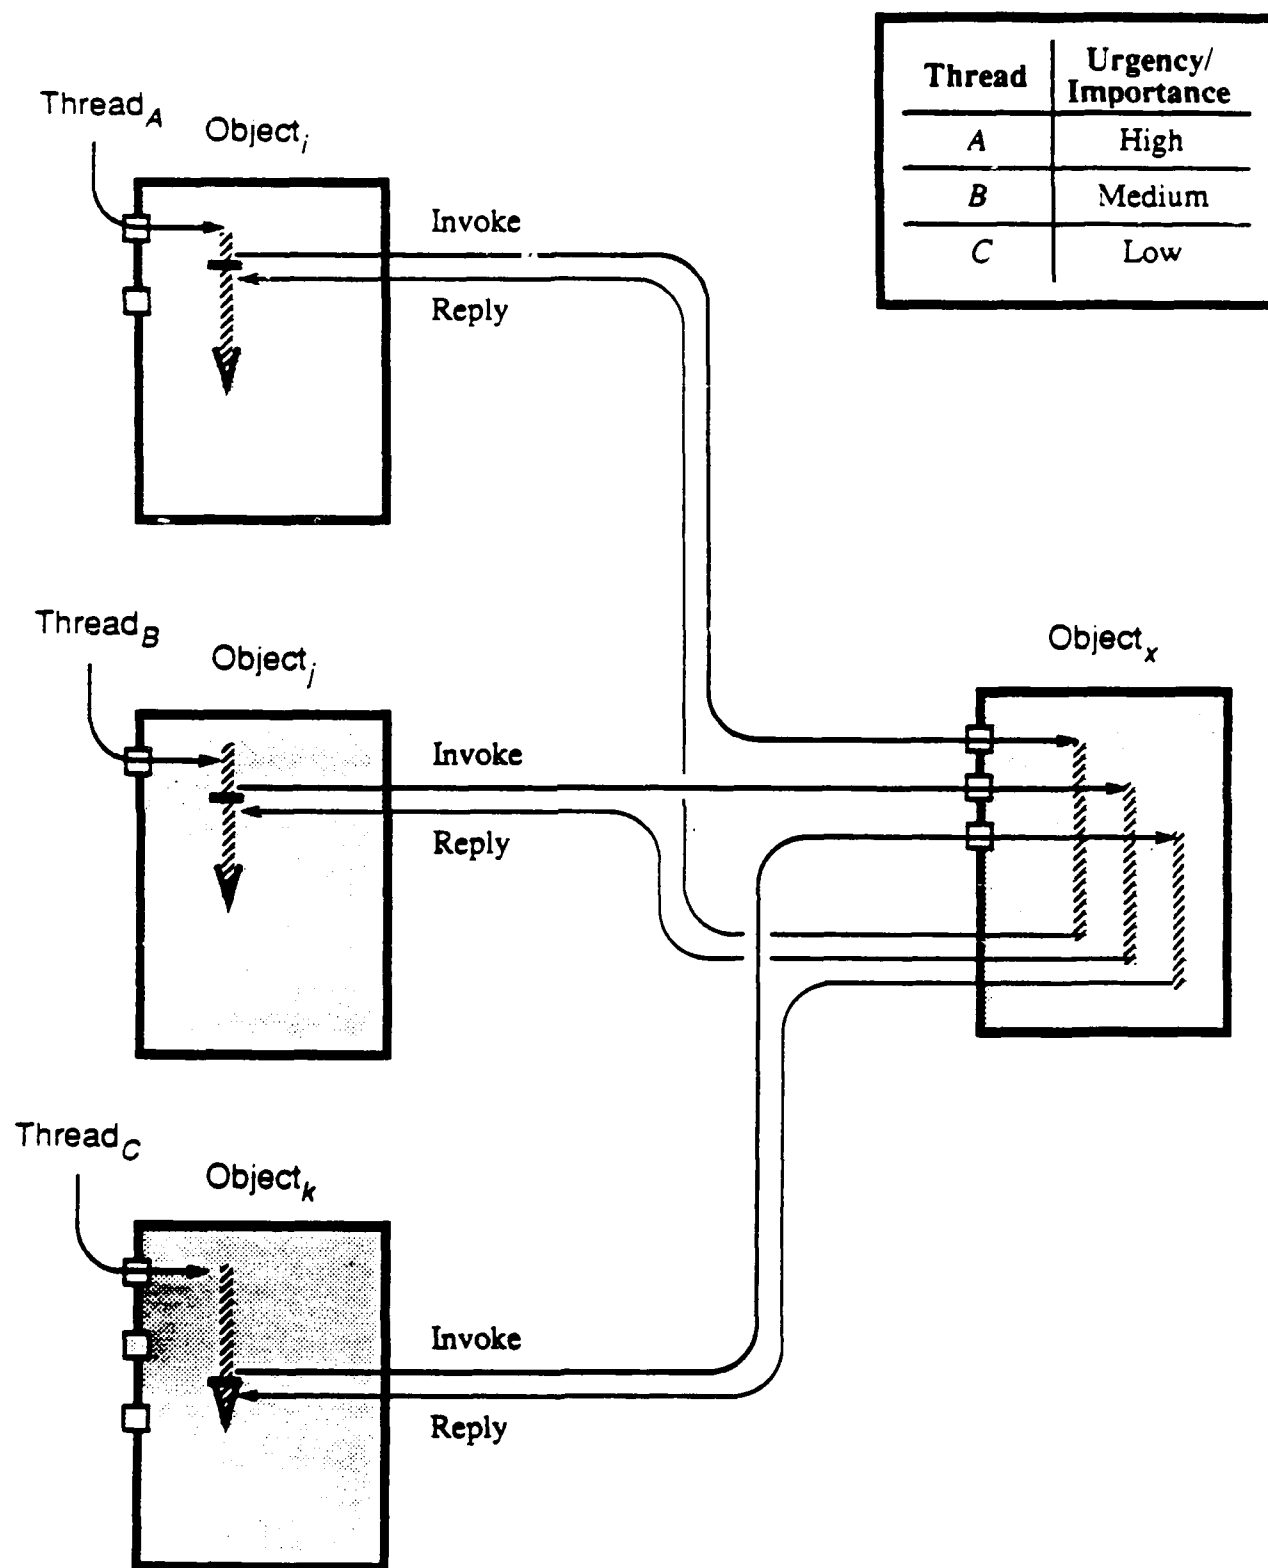 Thread Urgency/
Importance
A High
B Medium
C Low
Thread_A
Object_i
Invoke
Reply
Thread_B
Object_j
Object_x
Invoke
Reply
Thread_C
Object_k
Invoke
Reply